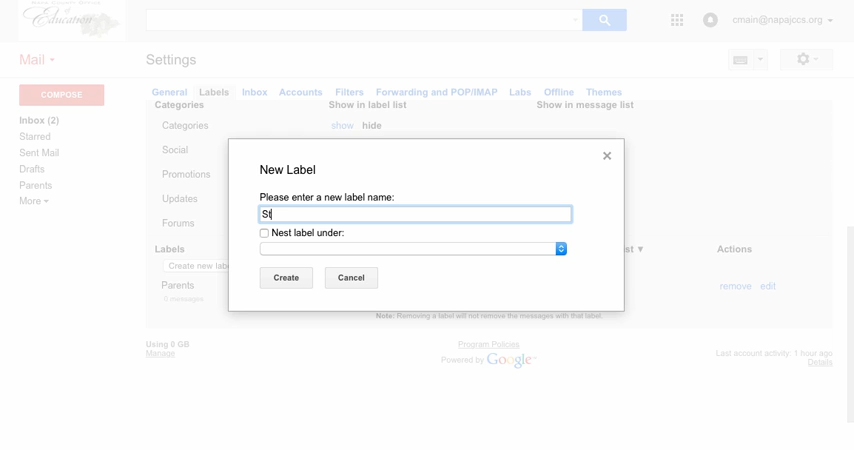 of Education
cmain@napajccs.org
Mail
Settings
COMPOSE
General Labels Inbox Accounts Filters Forwarding and POP/IMAP Labs Offline Themes
Categories Show in label list Show in message list
Inbox (2)
Starred
Sent Mail
Drafts
Parents
More
Categories show hide
Social
Promotions
Updates
Forums
New Label
Please enter a new label name:
St
Nest label under:
Create Cancel
Labels Actions
Create new
Parents remove edit
0 messages
Note: Removing a label will not remove the messages with that label.
Using 0 GB
Manage
Program Policies
Powered by Google™
Last account activity: 1 hour ago
Details